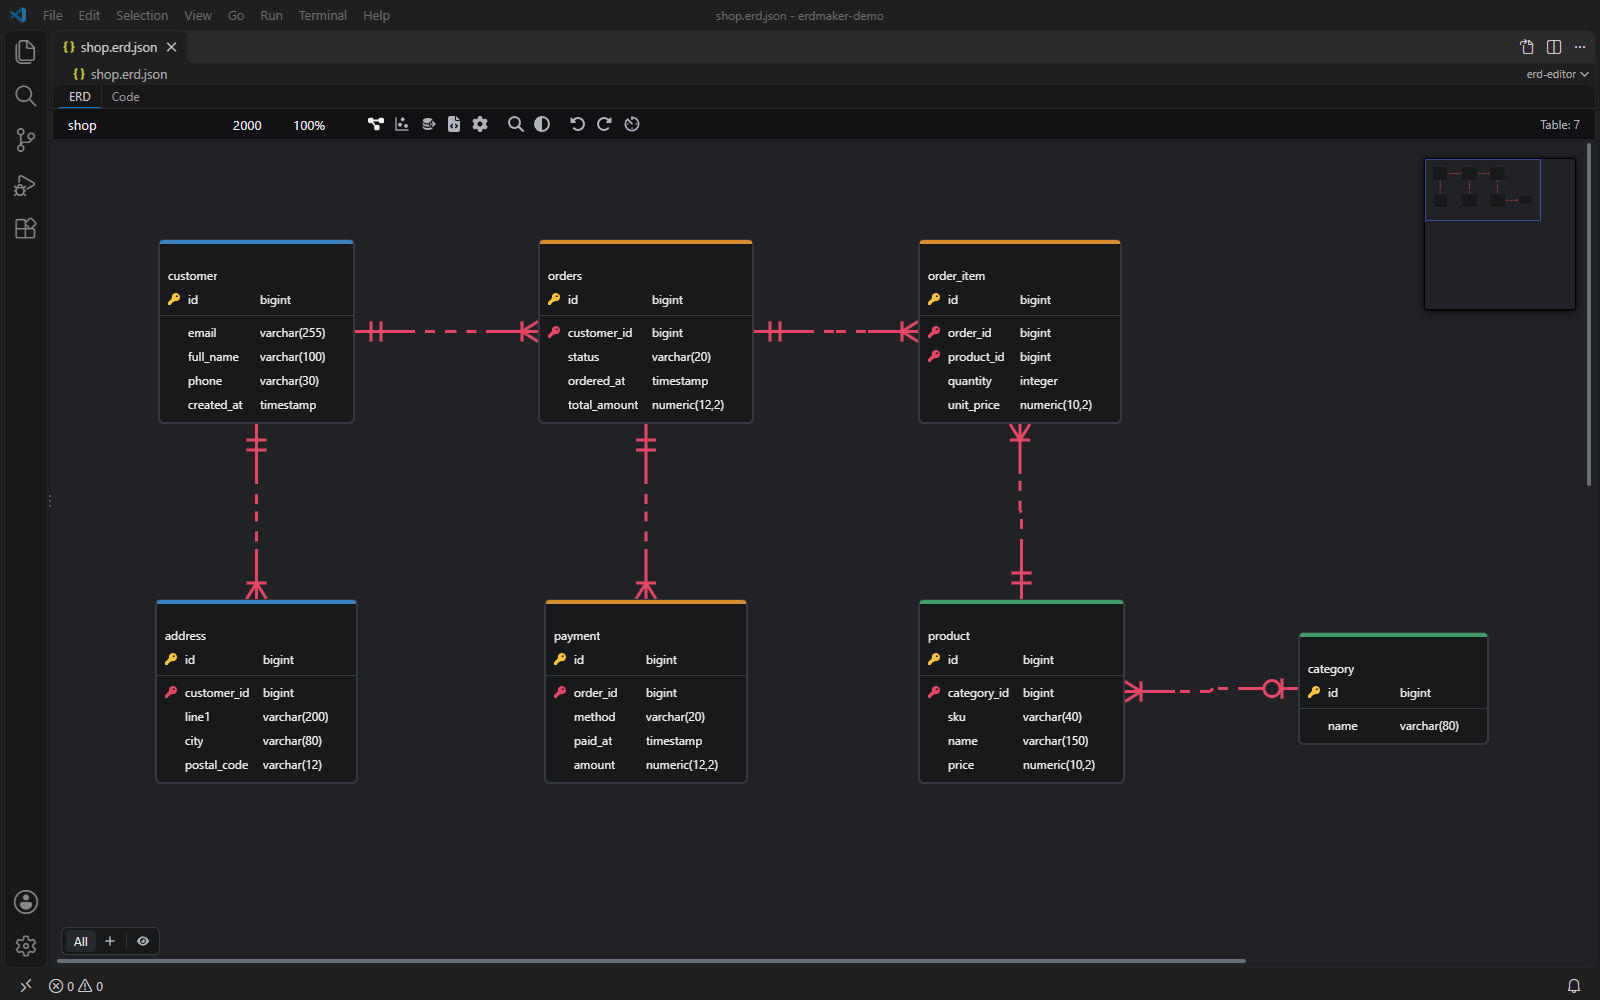 File Edit Selection View Go Run Terminal Help
shop.erd.json - erdmaker-demo
{} shop.erd.json
{} shop.erd.json
erd-editor
ERD Code
shop 2000 100%
Table: 7
customer
id bigint
email varchar(255)
full_name varchar(100)
phone varchar(30)
created_at timestamp
orders
id bigint
customer_id bigint
status varchar(20)
ordered_at timestamp
total_amount numeric(12,2)
order_item
id bigint
order_id bigint
product_id bigint
quantity integer
unit_price numeric(10,2)
address
id bigint
customer_id bigint
line1 varchar(200)
city varchar(80)
postal_code varchar(12)
payment
id bigint
order_id bigint
method varchar(20)
paid_at timestamp
amount numeric(12,2)
product
id bigint
category_id bigint
sku varchar(40)
name varchar(150)
price numeric(10,2)
category
id bigint
name varchar(80)
All
0 0